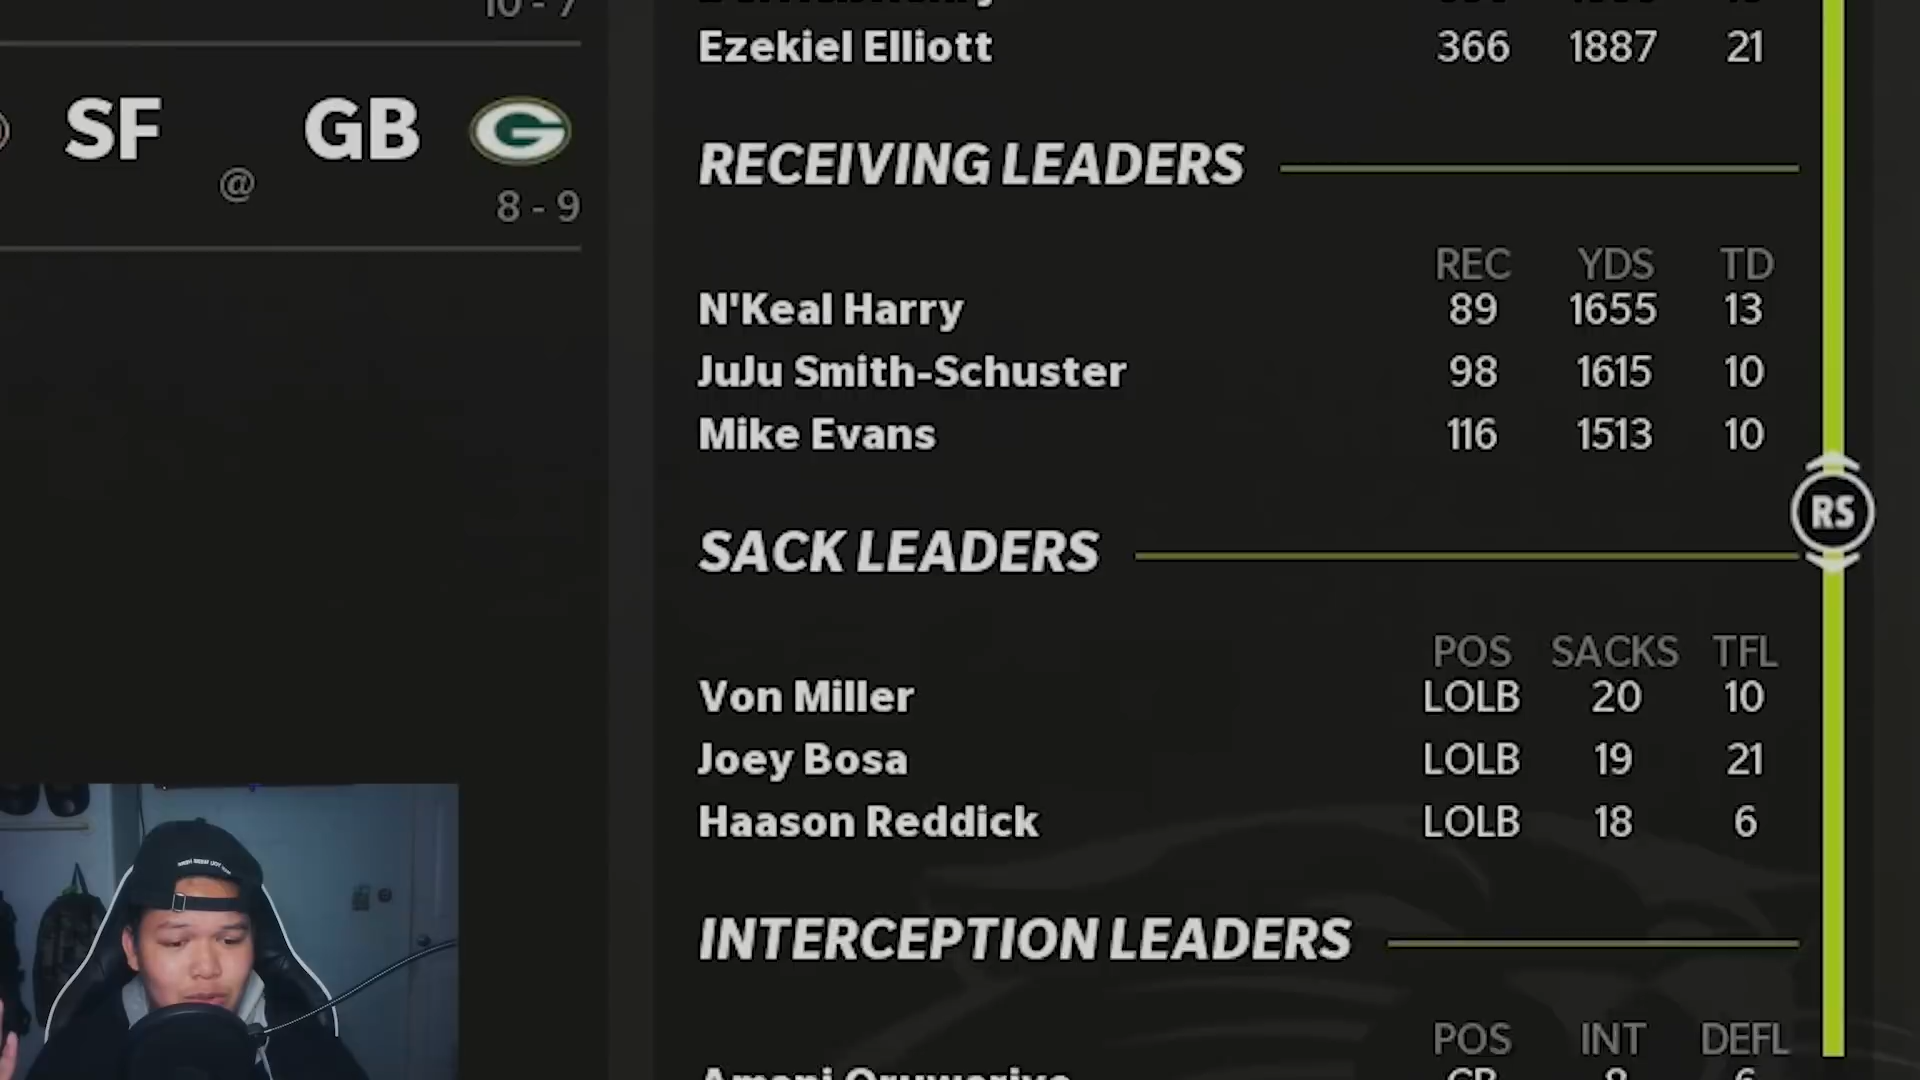 10 - 7
SF @ GB
8 - 9
Ezekiel Elliott 366 1887 21
RECEIVING LEADERS
REC YDS TD
N'Keal Harry 89 1655 13
JuJu Smith-Schuster 98 1615 10
Mike Evans 116 1513 10
RS
SACK LEADERS
POS SACKS TFL
Von Miller LOLB 20 10
Joey Bosa LOLB 19 21
Haason Reddick LOLB 18 6
INTERCEPTION LEADERS
POS INT DEFL